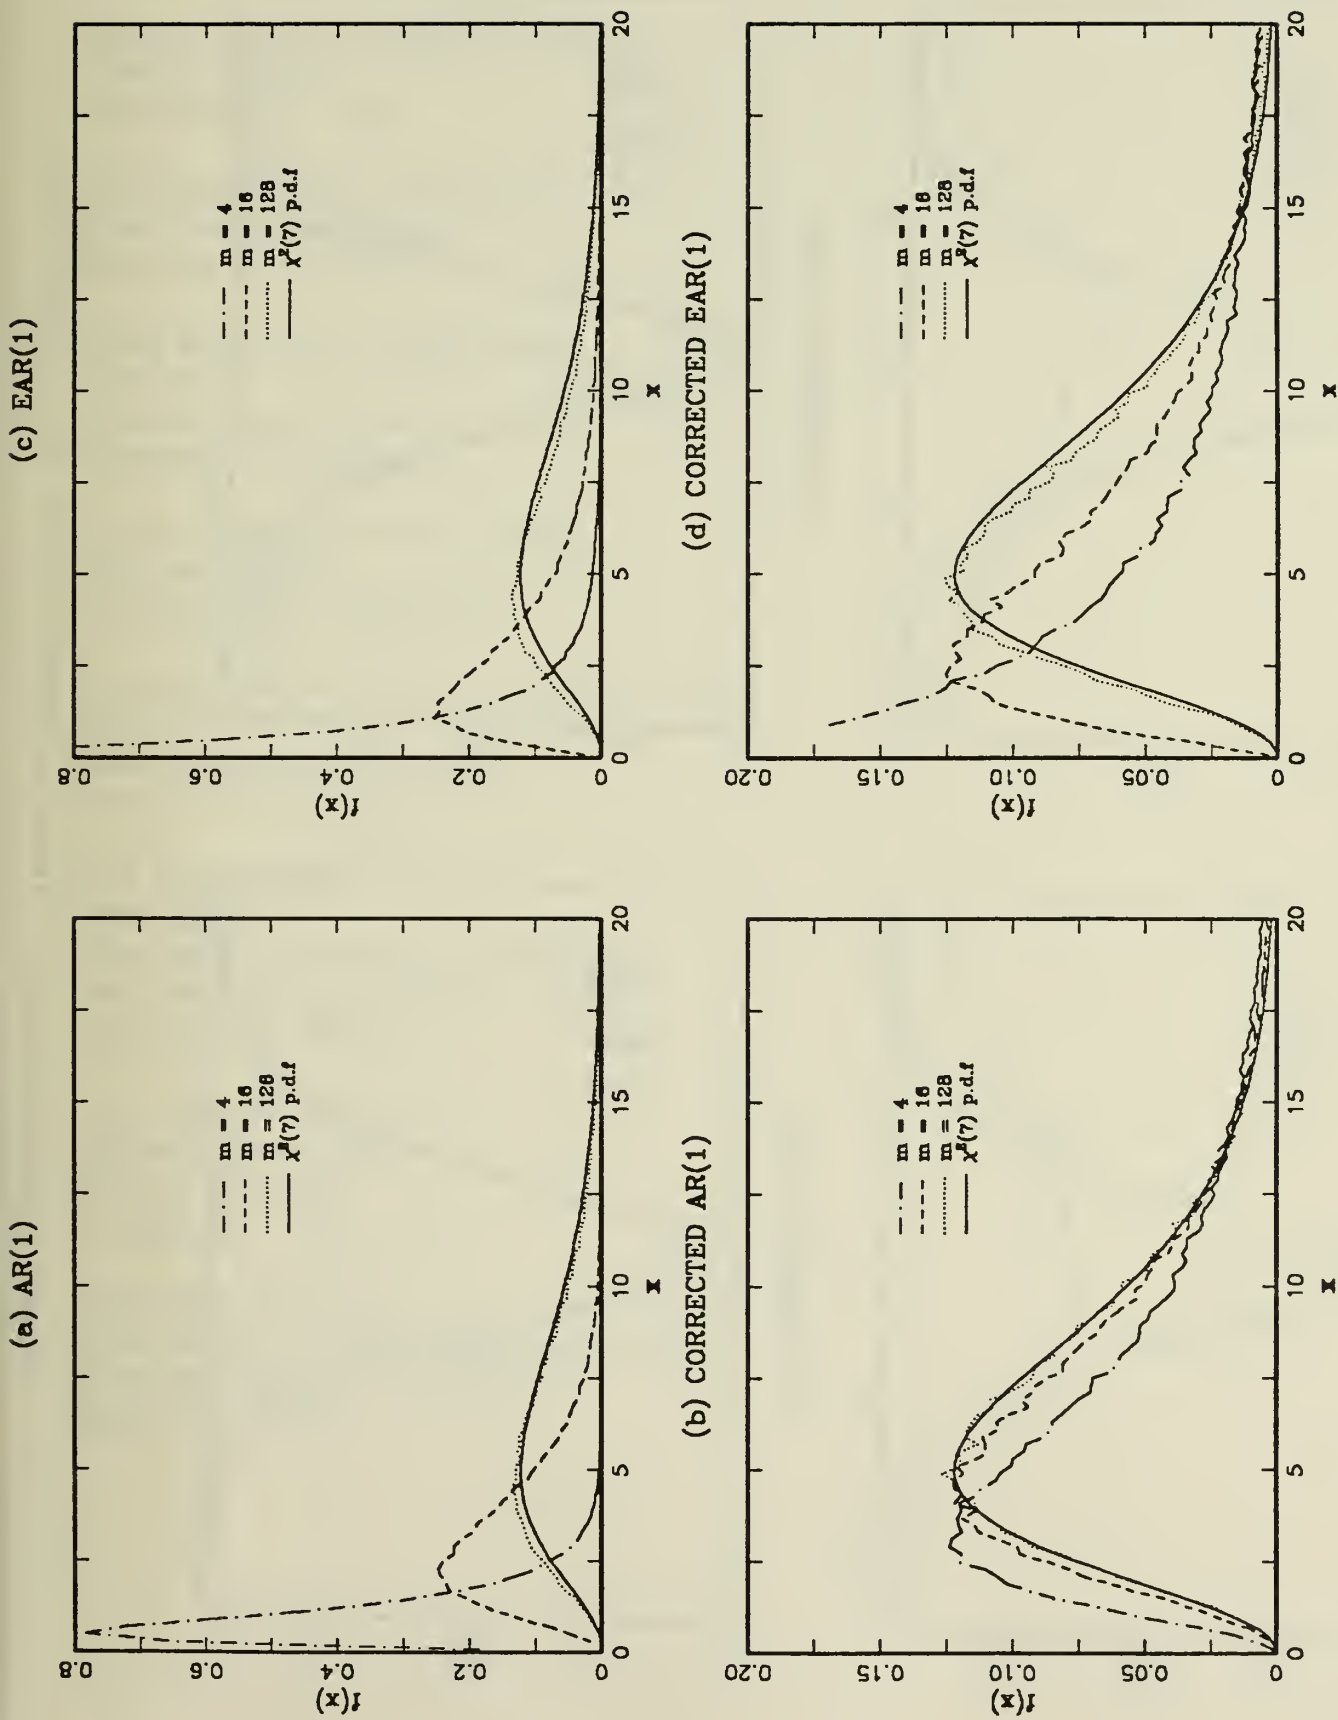 (a) AR(1)
f(x)
0.8
0.6
0.4
0.2
0
m = 4
m = 16
m = 128
χ²(7) p.d.f
0
5
10
15
20
x
(b) CORRECTED AR(1)
f(x)
0.20
0.15
0.10
0.05
0
m = 4
m = 16
m = 128
χ²(7) p.d.f
0
5
10
15
20
x
(c) EAR(1)
f(x)
0.8
0.6
0.4
0.2
0
m = 4
m = 16
m = 128
χ²(7) p.d.f
0
5
10
15
20
x
(d) CORRECTED EAR(1)
f(x)
0.20
0.15
0.10
0.05
0
m = 4
m = 16
m = 128
χ²(7) p.d.f
0
5
10
15
20
x